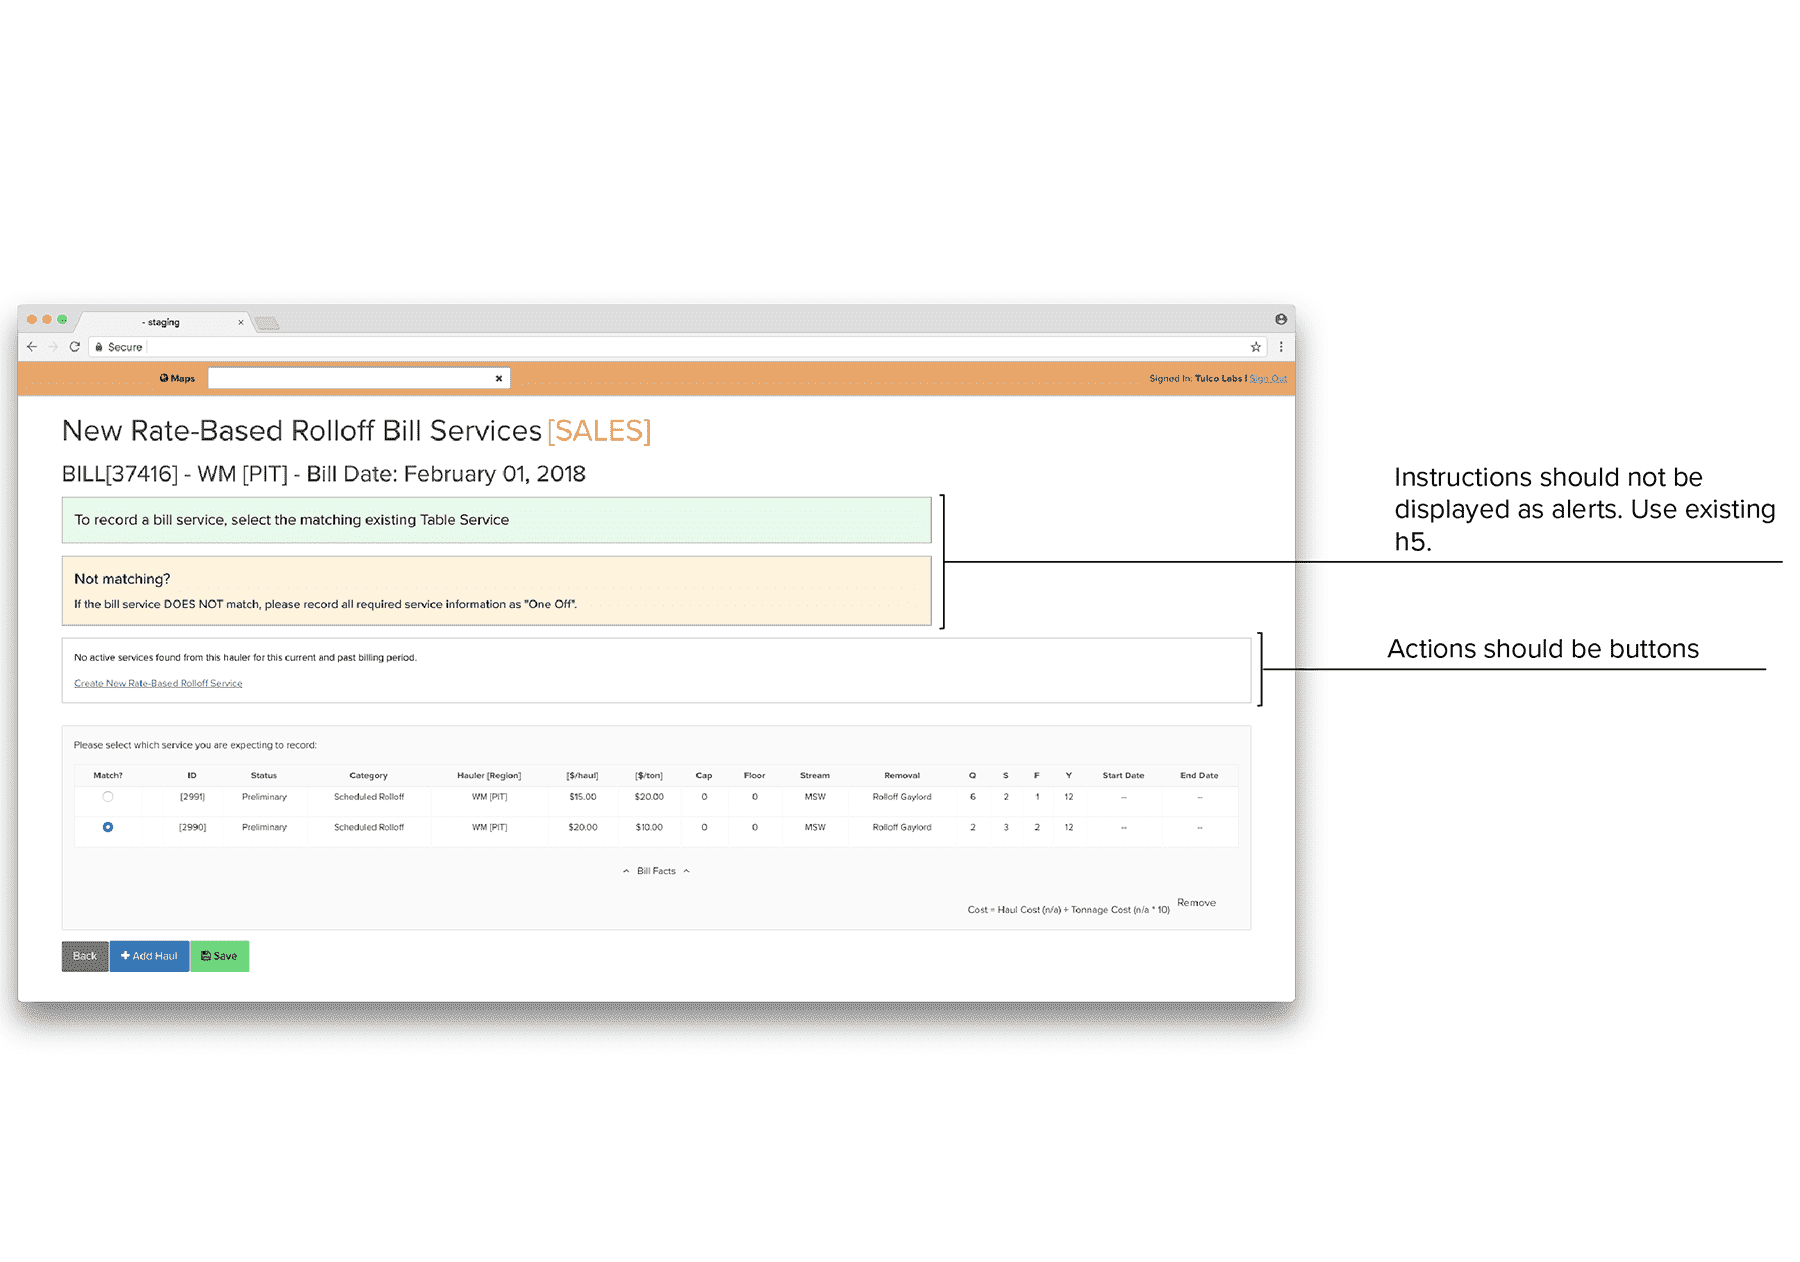 - staging
Secure
Maps
Signed In: Tulco Labs | Sign Out
New Rate-Based Rolloff Bill Services [SALES]
BILL[37416] - WM [PIT] - Bill Date: February 01, 2018
To record a bill service, select the matching existing Table Service
Not matching?
If the bill service DOES NOT match, please record all required service information as "One Off".
Instructions should not be
displayed as alerts. Use existing
h5.
No active services found from this hauler for this current and past billing period.
Create New Rate-Based Rolloff Service
Actions should be buttons
Please select which service you are expecting to record:
Match? ID Status Category Hauler [Region] [$/haul] [$/ton] Cap Floor Stream Removal Q S F Y Start Date End Date
[2991] Preliminary Scheduled Rolloff WM [PIT] $15.00 $20.00 0 0 MSW Rolloff Gaylord 6 2 1 12 -- --
[2990] Preliminary Scheduled Rolloff WM [PIT] $20.00 $10.00 0 0 MSW Rolloff Gaylord 2 3 2 12 -- --
Bill Facts
Cost = Haul Cost (n/a) + Tonnage Cost (n/a * 10) Remove
Back + Add Haul Save